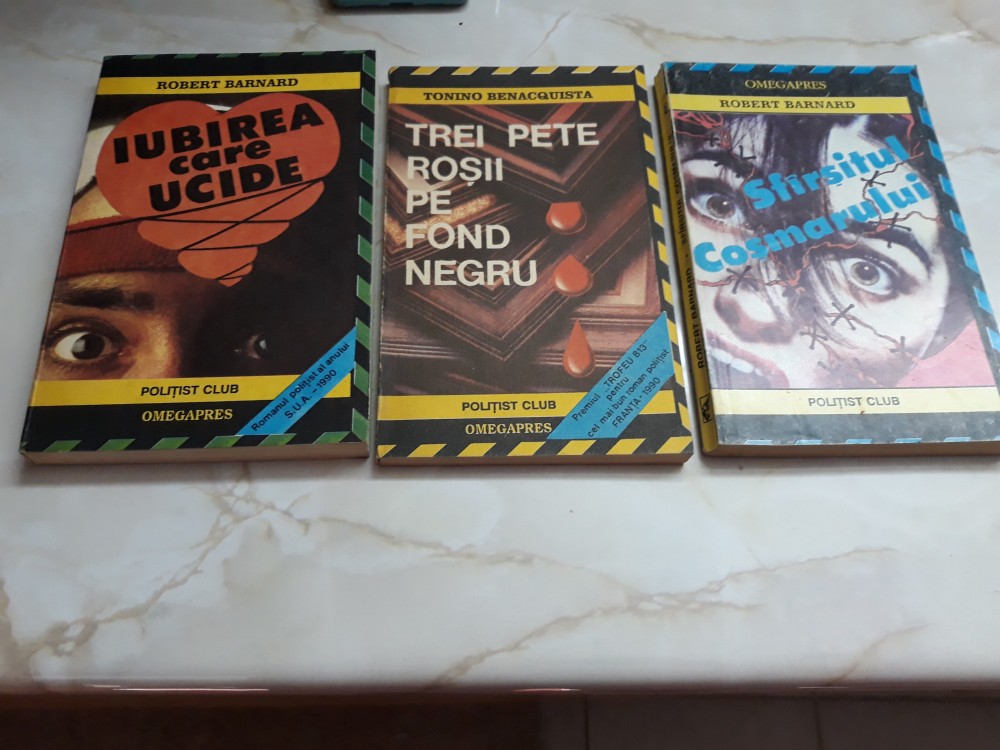 ROBERT BARNARD
IUBIREA
care
UCIDE
Romanul polițist al anului
S.U.A. - 1990
POLIȚIST CLUB
OMEGAPRES
TONINO BENACQUISTA
TREI PETE
ROȘII
PE
FOND
NEGRU
Premiul „TROFEU 813"
pentru
cel mai bun roman polițist
FRANȚA - 1990
POLIȚIST CLUB
OMEGAPRES
OMEGAPRES
ROBERT BARNARD
Sfîrșitul
Coșmarului
POLIȚIST CLUB
ROBERT BARNARD